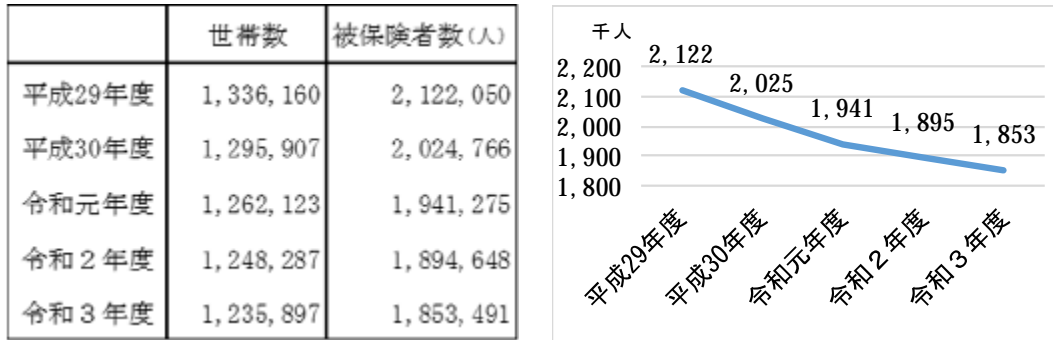 世帯数 被保険者数(人)
平成29年度 1,336,160 2,122,050
平成30年度 1,295,907 2,024,766
令和元年度 1,262,123 1,941,275
令和２年度 1,248,287 1,894,648
令和３年度 1,235,897 1,853,491
千人
2,200
2,100
2,000
1,900
1,800
2,122
2,025
1,941
1,895
1,853
平成29年度
平成30年度
令和元年度
令和２年度
令和３年度